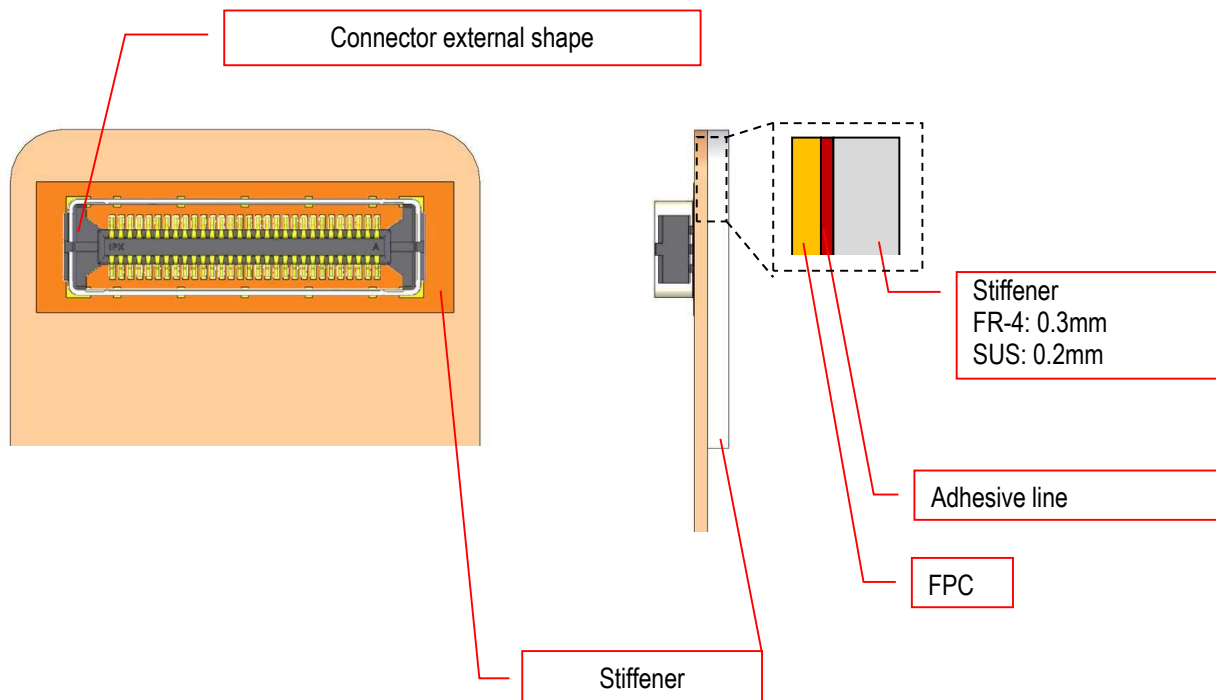 Connector external shape
IPX
A
Stiffener
FR-4: 0.3mm
SUS: 0.2mm
Adhesive line
FPC
Stiffener